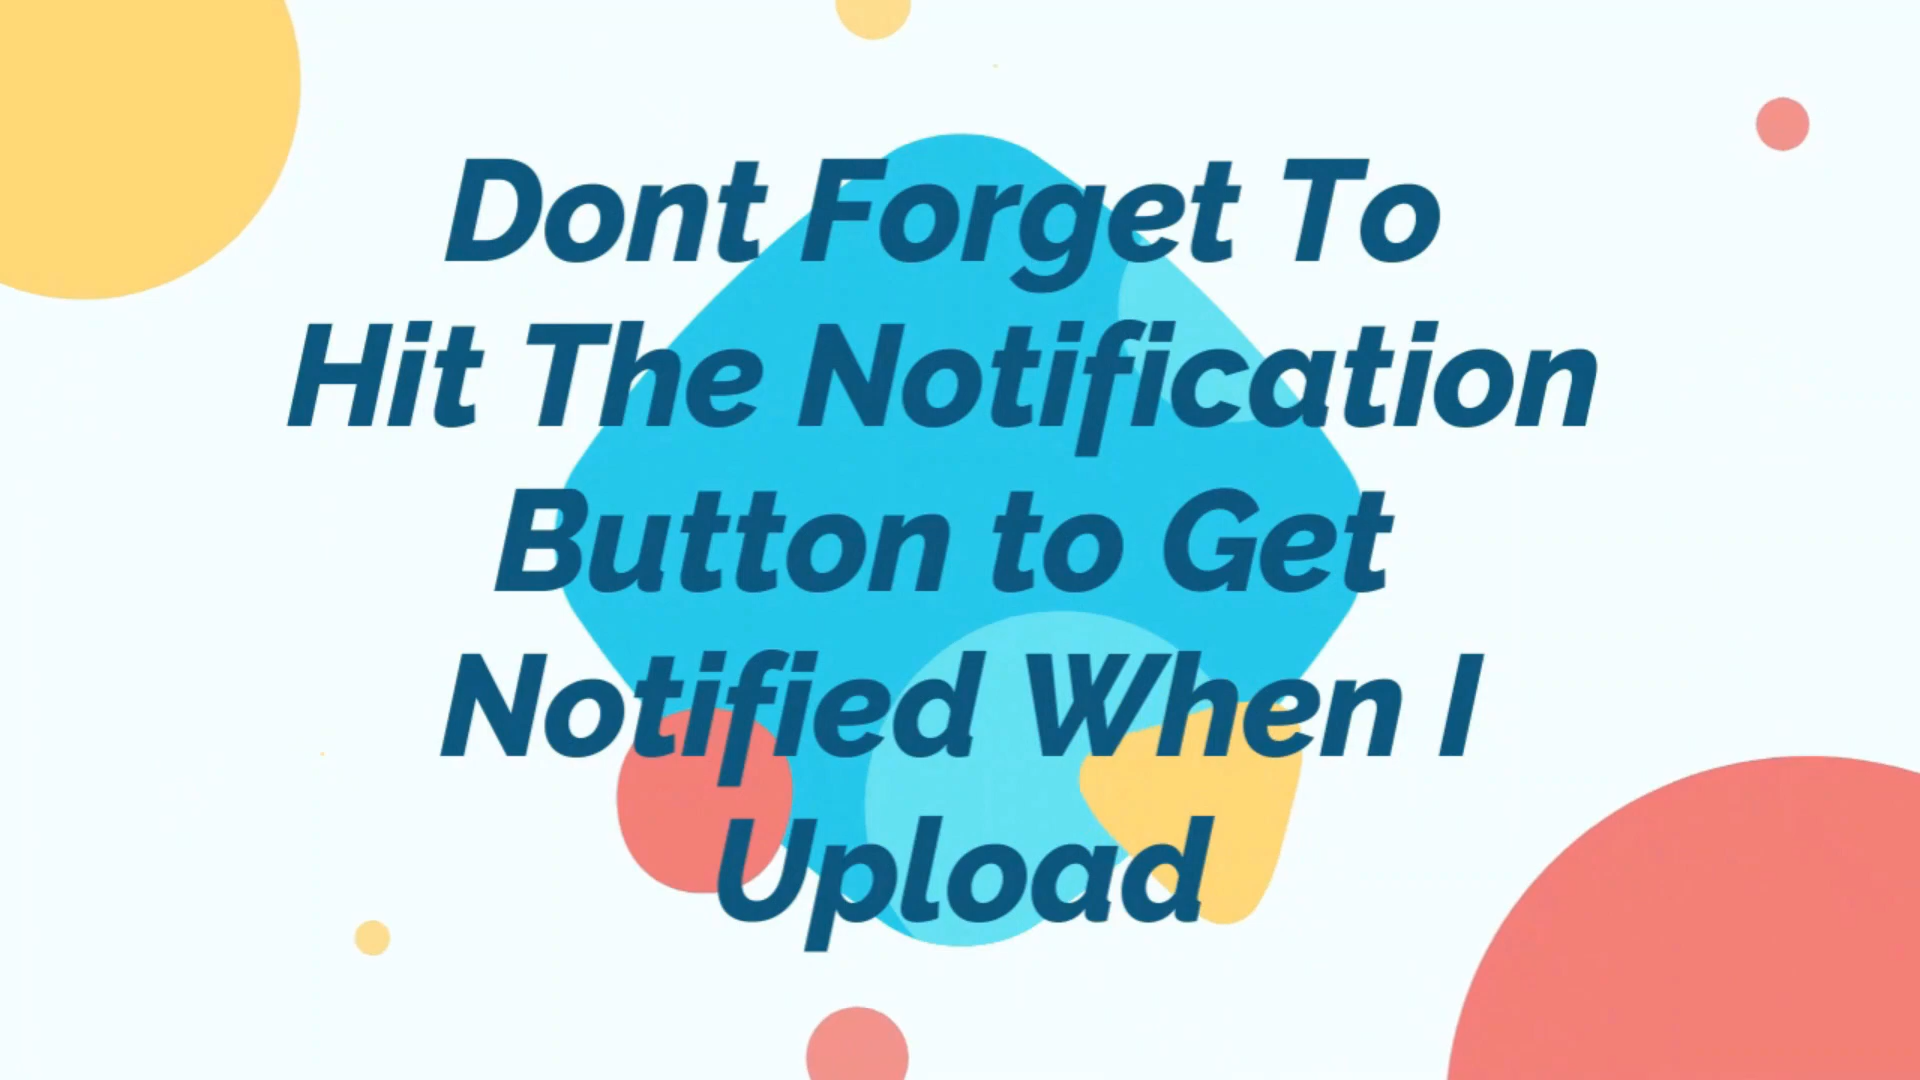 Dont Forget To
Hit The Notification
Button to Get
Notified When I
Upload